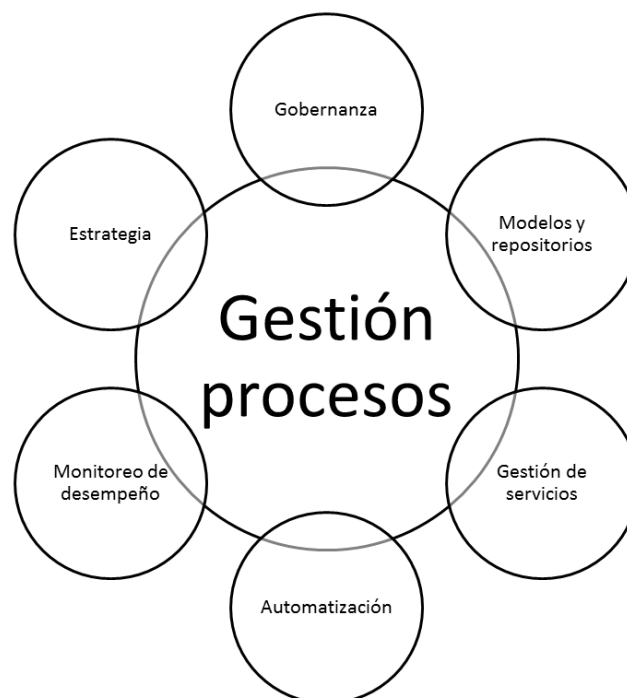 Gobernanza
Modelos y
repositorios
Estrategia
Gestión
procesos
Monitoreo de
desempeño
Gestión de
servicios
Automatización